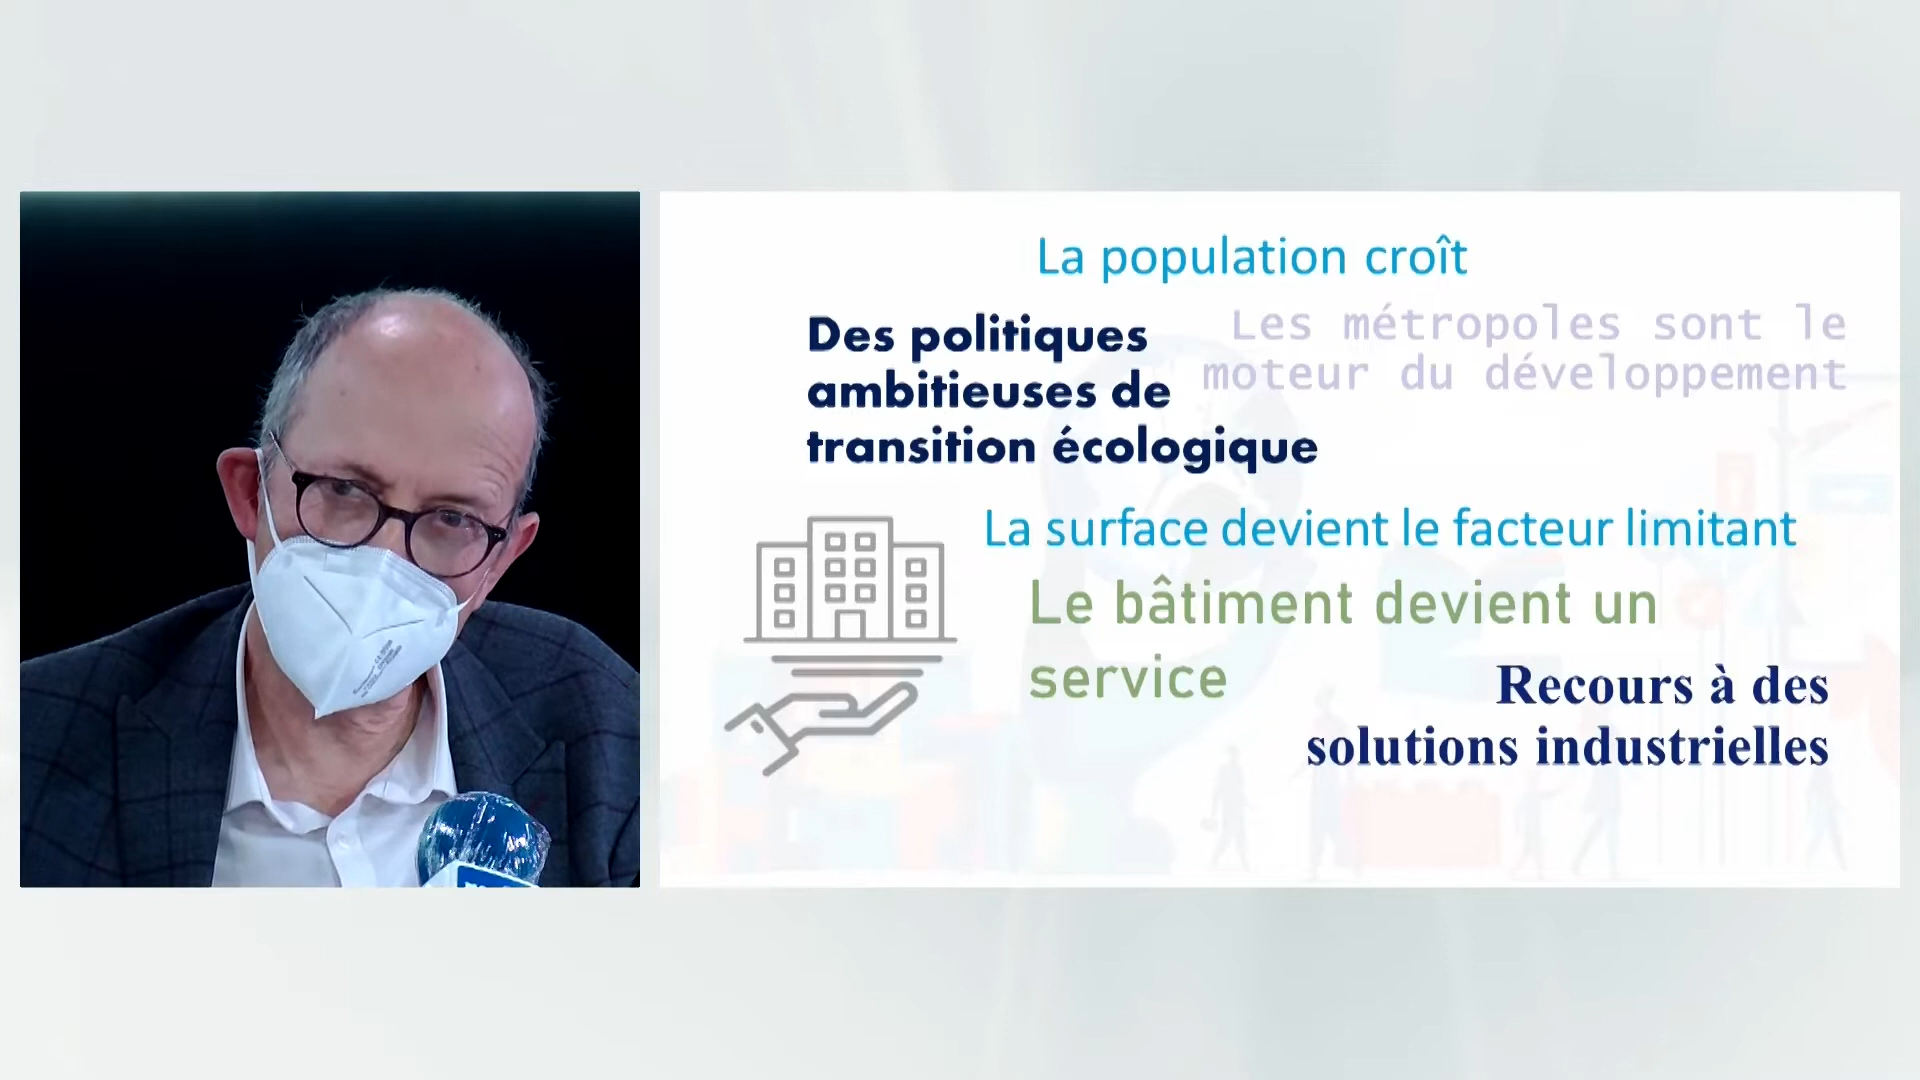 La population croît
Des politiques
ambitieuses de
transition écologique
Les métropoles sont le
moteur du développement
La surface devient le facteur limitant
Le bâtiment devient un
service
Recours à des
solutions industrielles